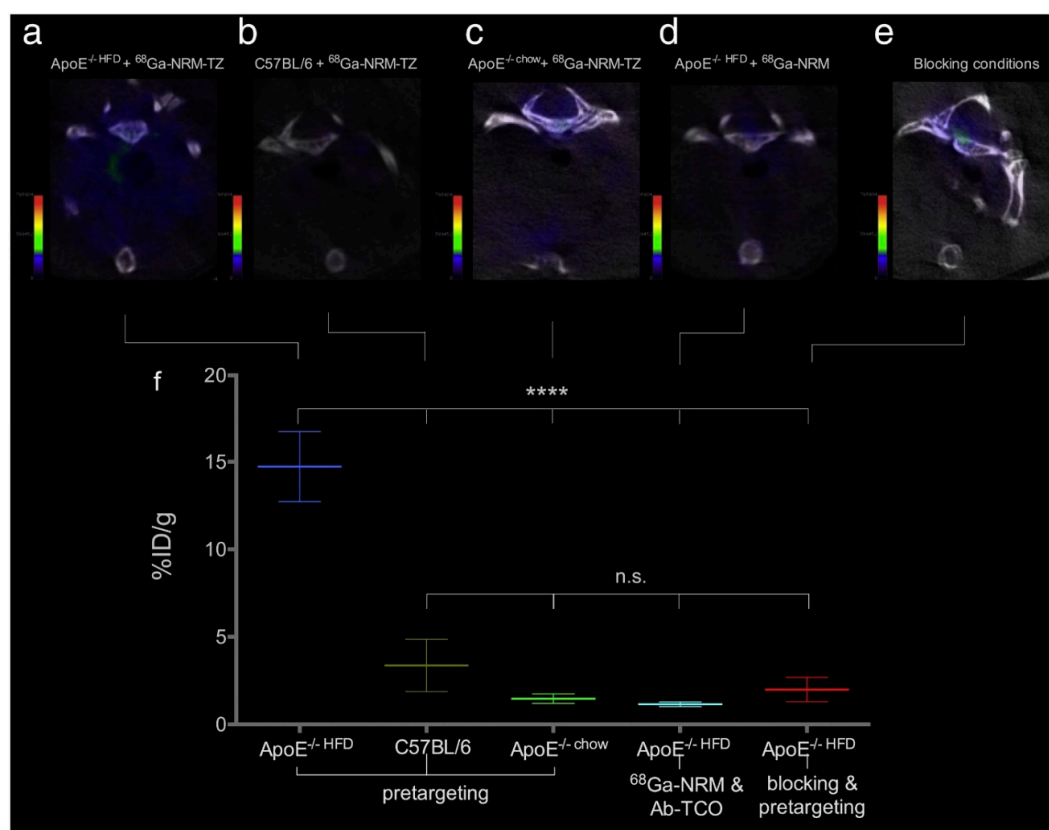 a
b
c
d
e
ApoE⁻/⁻ HFD + ⁶⁸Ga-NRM-TZ
C57BL/6 + ⁶⁸Ga-NRM-TZ
ApoE⁻/⁻ chow + ⁶⁸Ga-NRM-TZ
ApoE⁻/⁻ HFD + ⁶⁸Ga-NRM
Blocking conditions
f
20
15
10
5
0
%ID/g
****
n.s.
ApoE⁻/⁻ HFD
C57BL/6
ApoE⁻/⁻ chow
ApoE⁻/⁻ HFD
ApoE⁻/⁻ HFD
pretargeting
⁶⁸Ga-NRM &
Ab-TCO
blocking &
pretargeting